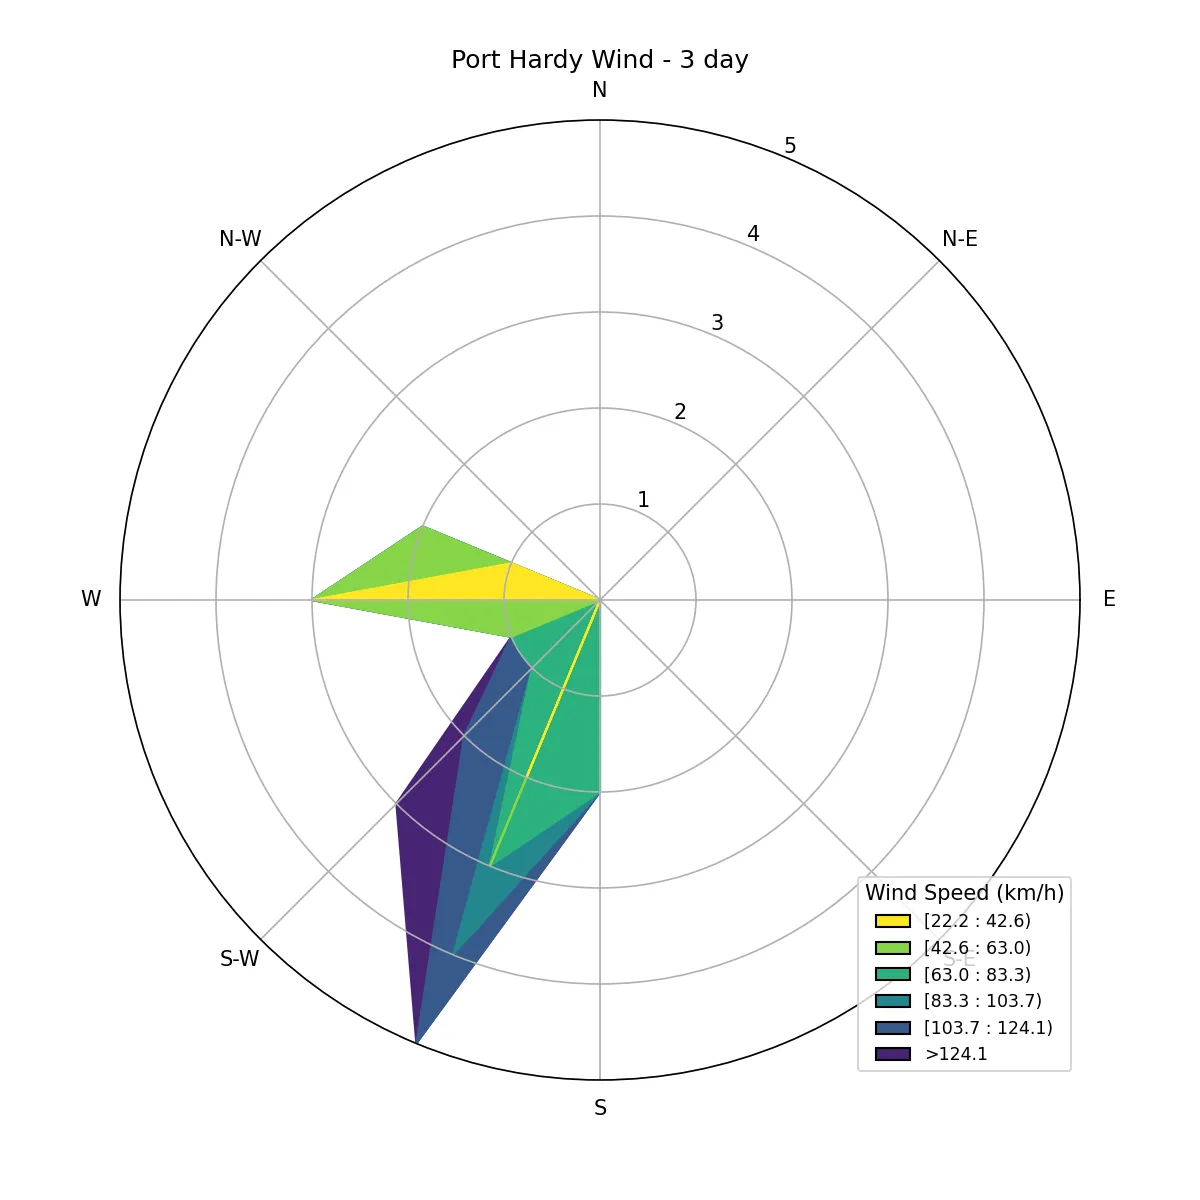 Port Hardy Wind - 3 day
N
5
N-W
4
N-E
3
2
1
W
E
S-W
S-E
S
Wind Speed (km/h)
[22.2 : 42.6)
[42.6 : 63.0)
[63.0 : 83.3)
[83.3 : 103.7)
[103.7 : 124.1)
>124.1